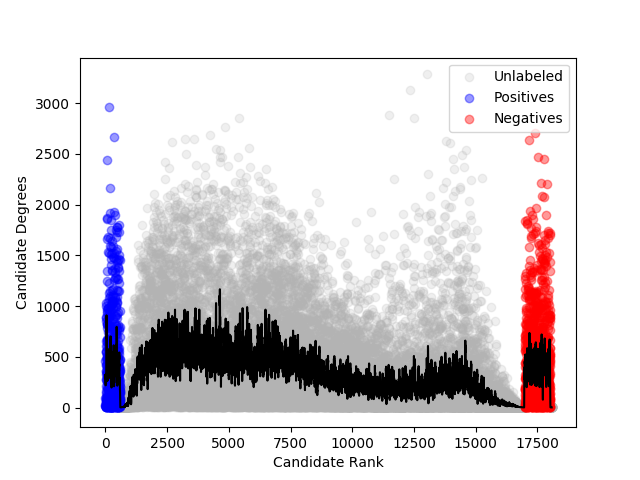 Unlabeled
Positives
Negatives
3000
2500
2000
1500
1000
500
0
Candidate Degrees
0 2500 5000 7500 10000 12500 15000 17500
Candidate Rank